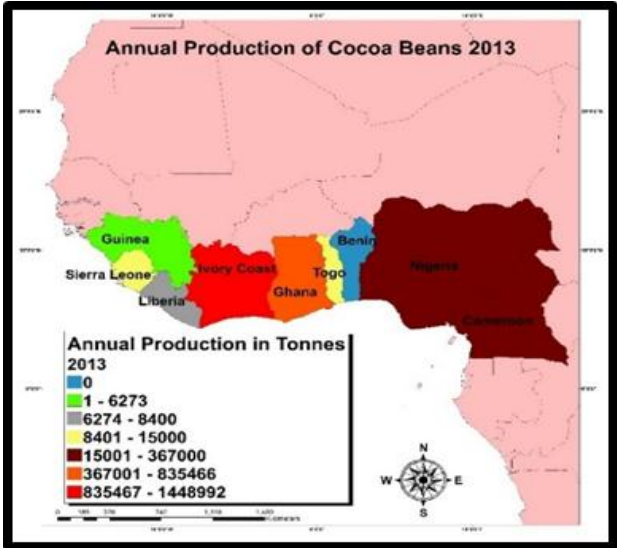 Annual Production of Cocoa Beans 2013
Guinea
Benin
Sierra Leone
Ivory Coast
Togo
Nigeria
Liberia
Ghana
Cameroon
Annual Production in Tonnes
2013
0
1 - 6273
6274 - 8400
8401 - 15000
15001 - 367000
367001 - 835466
835467 - 1448992
N
W E
S